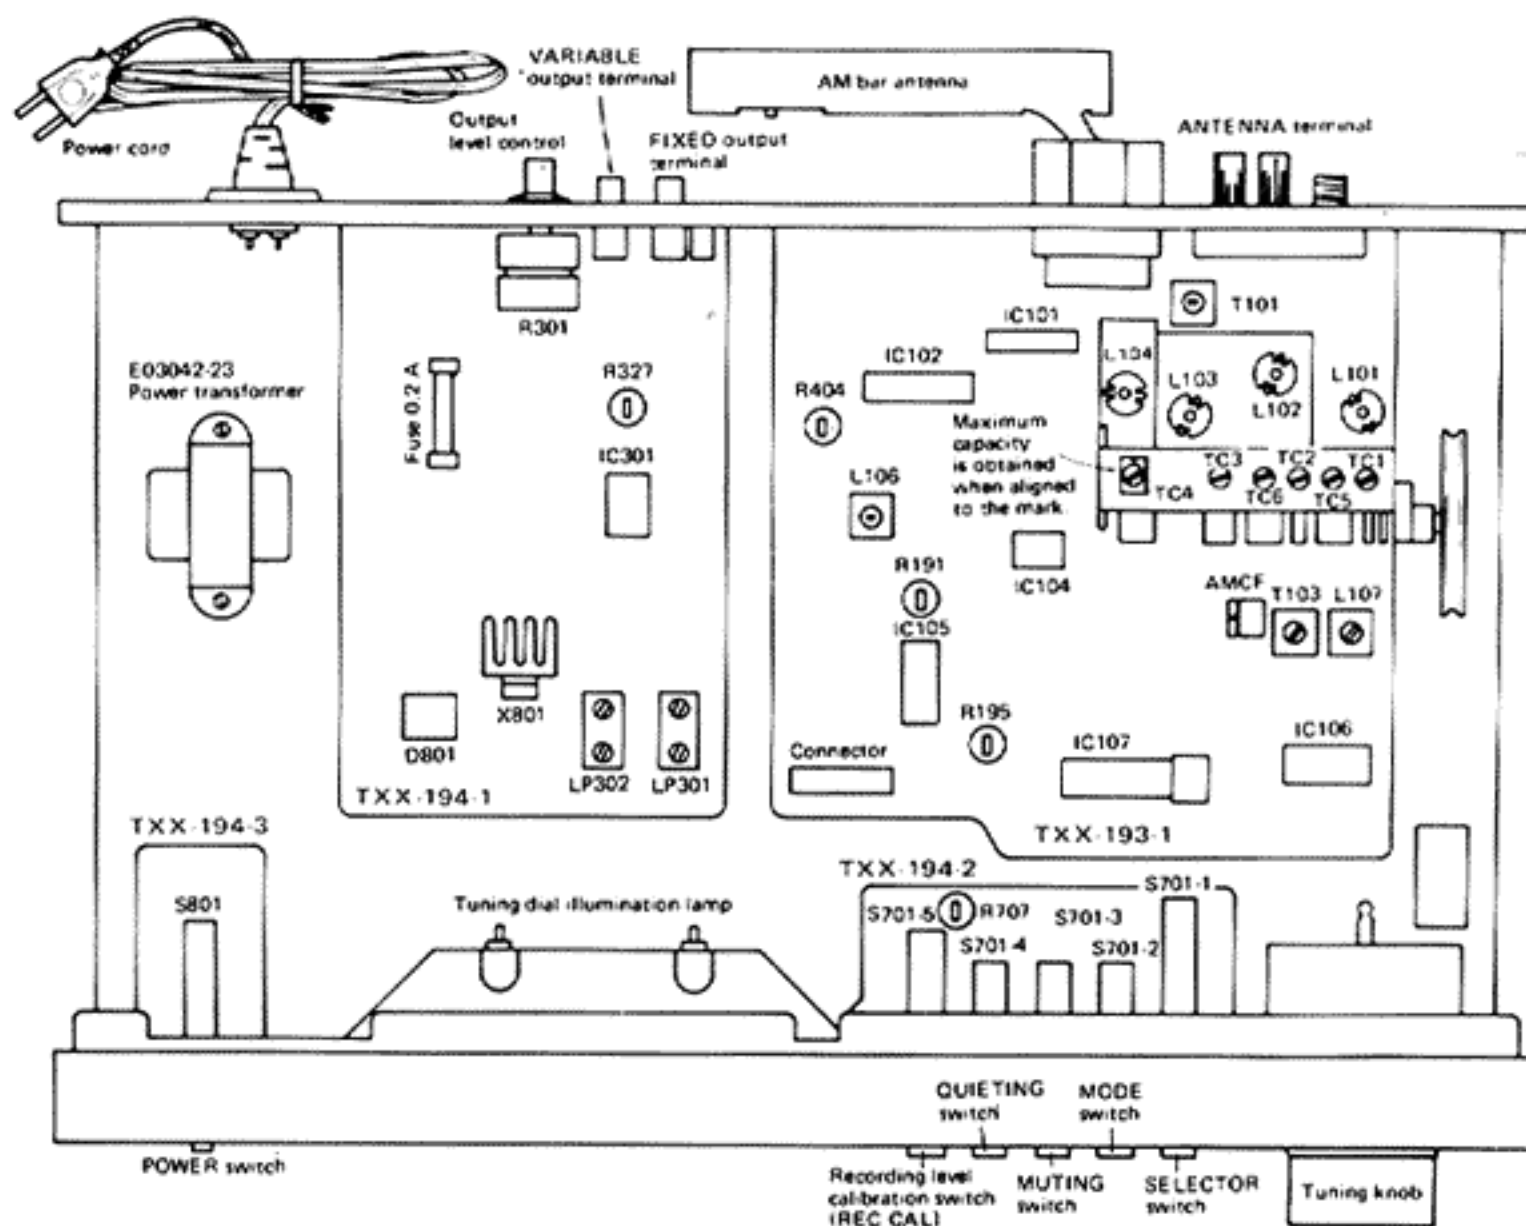 VARIABLE
output terminal
AM bar antenna
Power cord
Output
level control
FIXED output
terminal
ANTENNA terminal
R301
IC101
T101
E03042-23
Power transformer
Fuse 0.2 A
R327
IC102
R404
L104
L103
L102
L101
Maximum
capacity
is obtained
when aligned
to the mark.
IC301
L106
TC4
TC3
TC6
TC2
TC5
TC1
IC104
R191
IC105
AMCF
T103
L107
X801
D801
LP302
LP301
R195
IC107
IC106
Connector
TXX-194-1
TXX-194-3
TXX-193-1
TXX-194-2
S801
Tuning dial illumination lamp
S701-5
R707
S701-4
S701-3
S701-2
S701-1
QUIETING
switch
MODE
switch
POWER switch
Recording level
calibration switch
(REC CAL)
MUTING
switch
SELECTOR
switch
Tuning knob